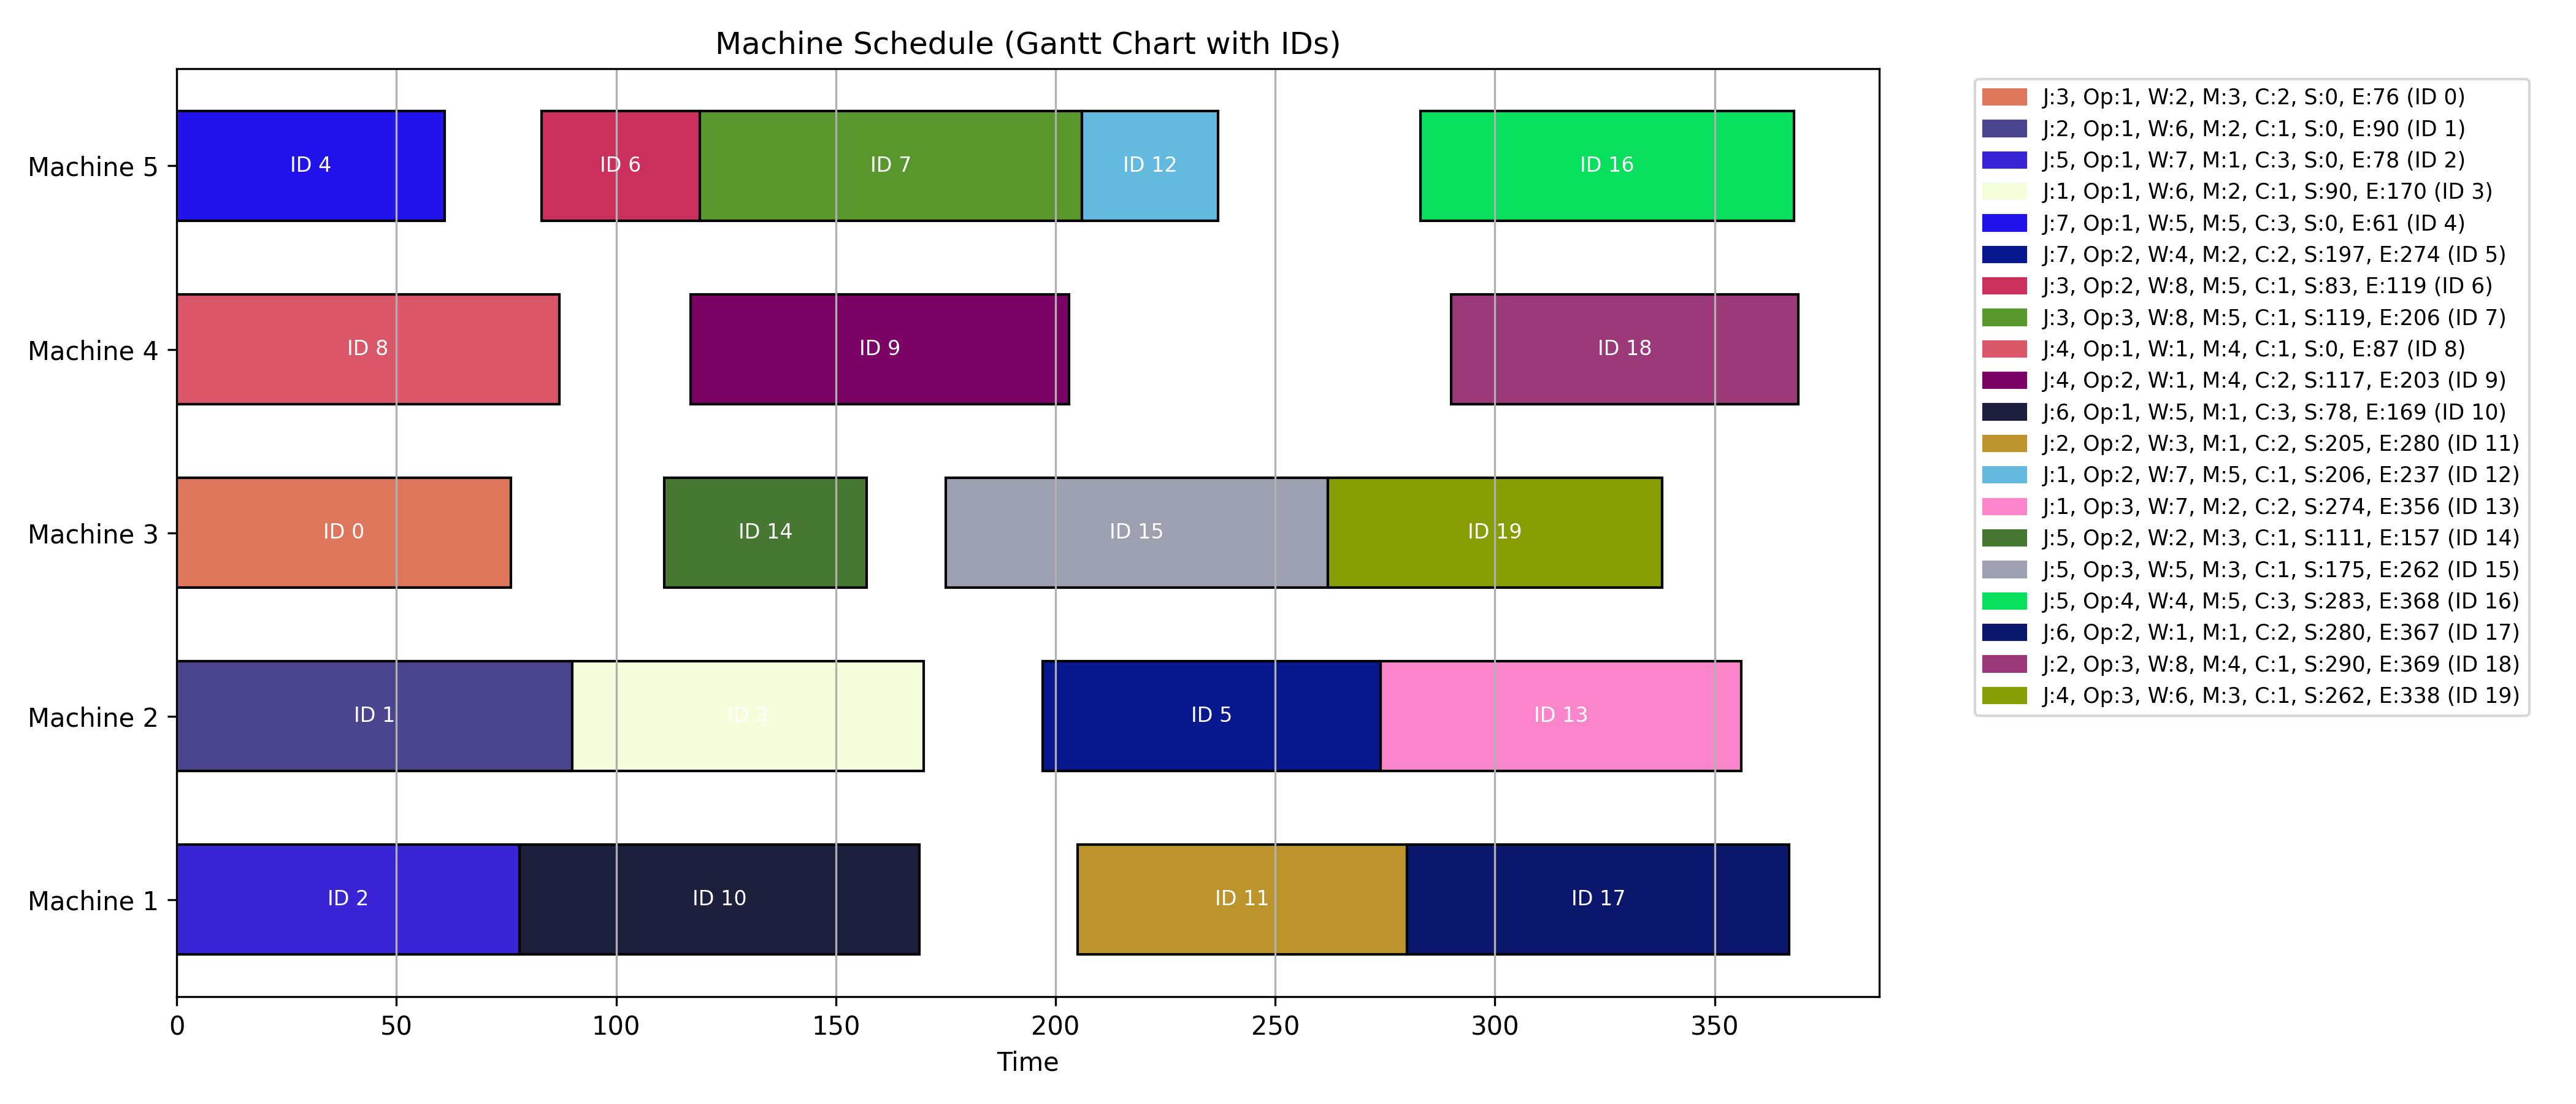 Machine Schedule (Gantt Chart with IDs)
Machine 5
ID 4
ID 6
ID 7
ID 12
ID 16
Machine 4
ID 8
ID 9
ID 18
Machine 3
ID 0
ID 14
ID 15
ID 19
Machine 2
ID 1
ID 3
ID 5
ID 13
Machine 1
ID 2
ID 10
ID 11
ID 17
0 50 100 150 200 250 300 350
Time
J:3, Op:1, W:2, M:3, C:2, S:0, E:76 (ID 0)
J:2, Op:1, W:6, M:2, C:1, S:0, E:90 (ID 1)
J:5, Op:1, W:7, M:1, C:3, S:0, E:78 (ID 2)
J:1, Op:1, W:6, M:2, C:1, S:90, E:170 (ID 3)
J:7, Op:1, W:5, M:5, C:3, S:0, E:61 (ID 4)
J:7, Op:2, W:4, M:2, C:2, S:197, E:274 (ID 5)
J:3, Op:2, W:8, M:5, C:1, S:83, E:119 (ID 6)
J:3, Op:3, W:8, M:5, C:1, S:119, E:206 (ID 7)
J:4, Op:1, W:1, M:4, C:1, S:0, E:87 (ID 8)
J:4, Op:2, W:1, M:4, C:2, S:117, E:203 (ID 9)
J:6, Op:1, W:5, M:1, C:3, S:78, E:169 (ID 10)
J:2, Op:2, W:3, M:1, C:2, S:205, E:280 (ID 11)
J:1, Op:2, W:7, M:5, C:1, S:206, E:237 (ID 12)
J:1, Op:3, W:7, M:2, C:2, S:274, E:356 (ID 13)
J:5, Op:2, W:2, M:3, C:1, S:111, E:157 (ID 14)
J:5, Op:3, W:5, M:3, C:1, S:175, E:262 (ID 15)
J:5, Op:4, W:4, M:5, C:3, S:283, E:368 (ID 16)
J:6, Op:2, W:1, M:1, C:2, S:280, E:367 (ID 17)
J:2, Op:3, W:8, M:4, C:1, S:290, E:369 (ID 18)
J:4, Op:3, W:6, M:3, C:1, S:262, E:338 (ID 19)